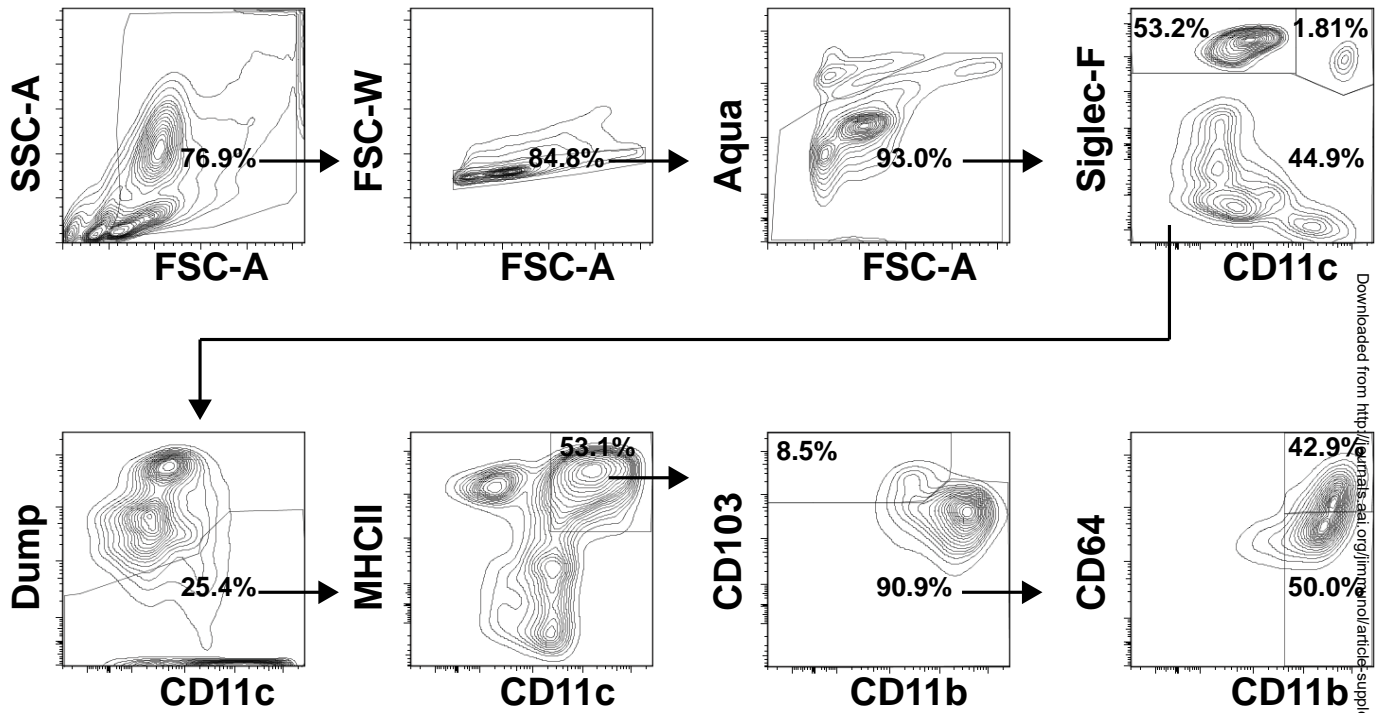 SSC-A
76.9%
FSC-A
FSC-W
84.8%
FSC-A
Aqua
93.0%
FSC-A
Siglec-F
53.2%
1.81%
44.9%
CD11c
Dump
25.4%
CD11c
MHCII
53.1%
CD11c
CD103
8.5%
90.9%
CD11b
CD64
42.9%
50.0%
CD11b
Downloaded from http://journals.aai.org/jimmunol/article-supple